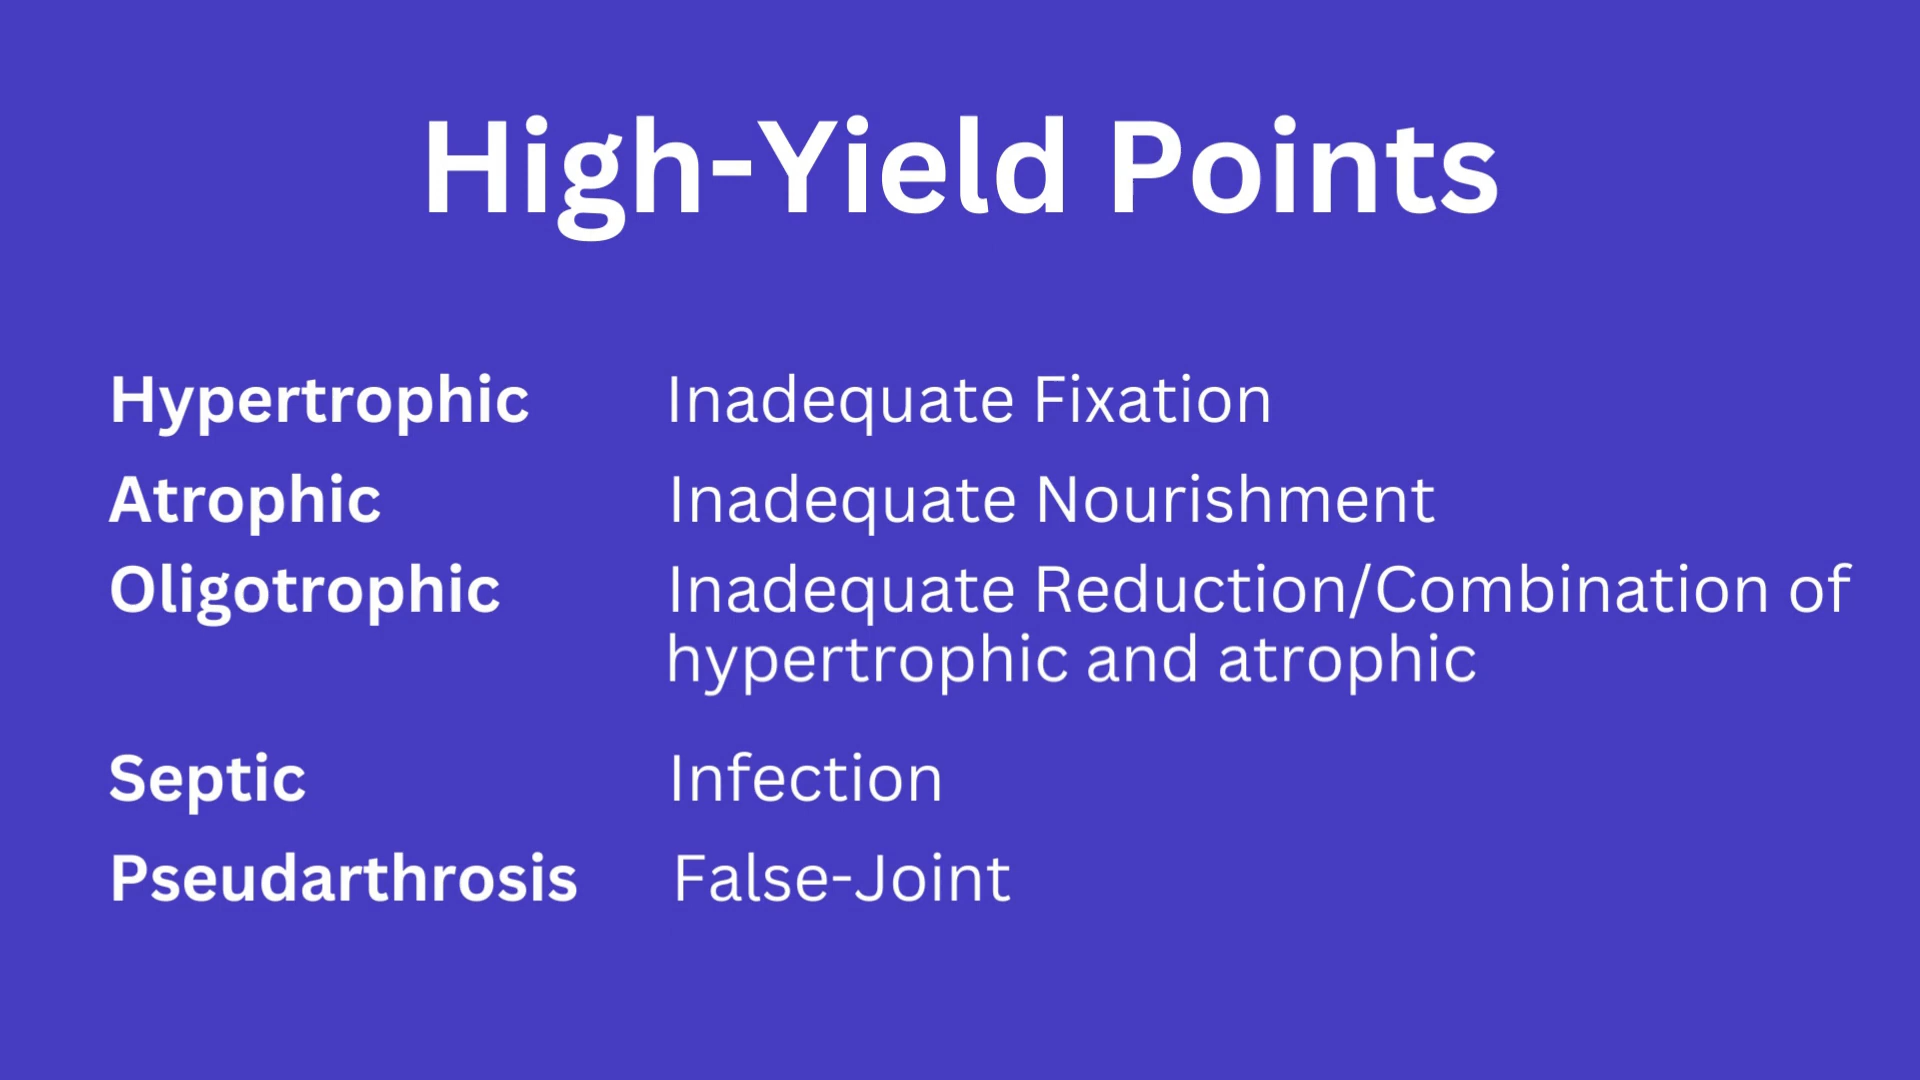 High-Yield Points
Hypertrophic Inadequate Fixation
Atrophic Inadequate Nourishment
Oligotrophic Inadequate Reduction/Combination of
hypertrophic and atrophic
Septic Infection
Pseudarthrosis False-Joint